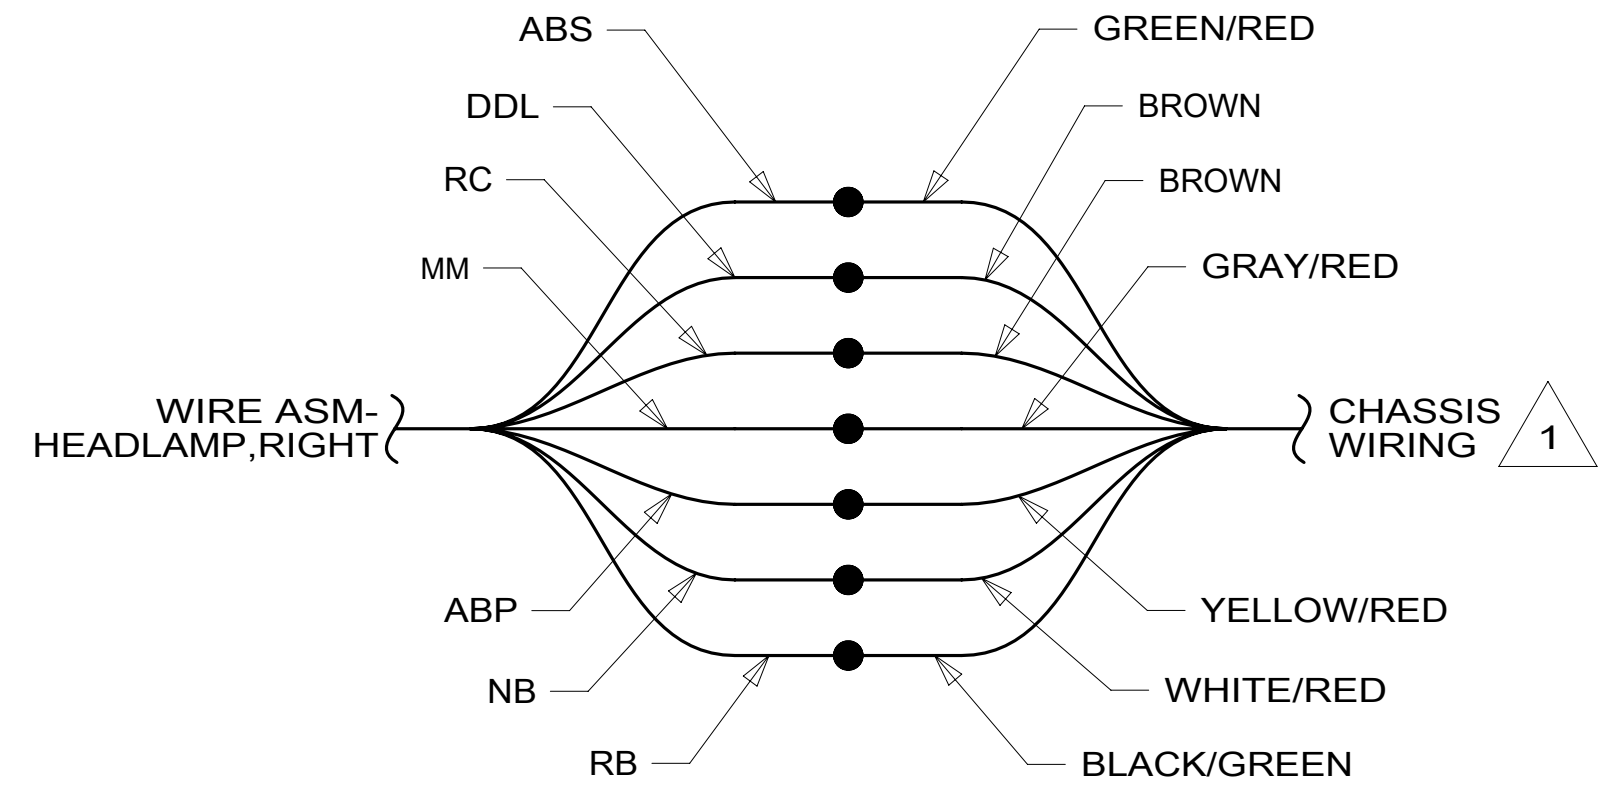 ABS
GREEN/RED
DDL
BROWN
RC
BROWN
MM
GRAY/RED
WIRE ASM-
HEADLAMP,RIGHT
CHASSIS
WIRING
1
ABP
YELLOW/RED
NB
WHITE/RED
RB
BLACK/GREEN